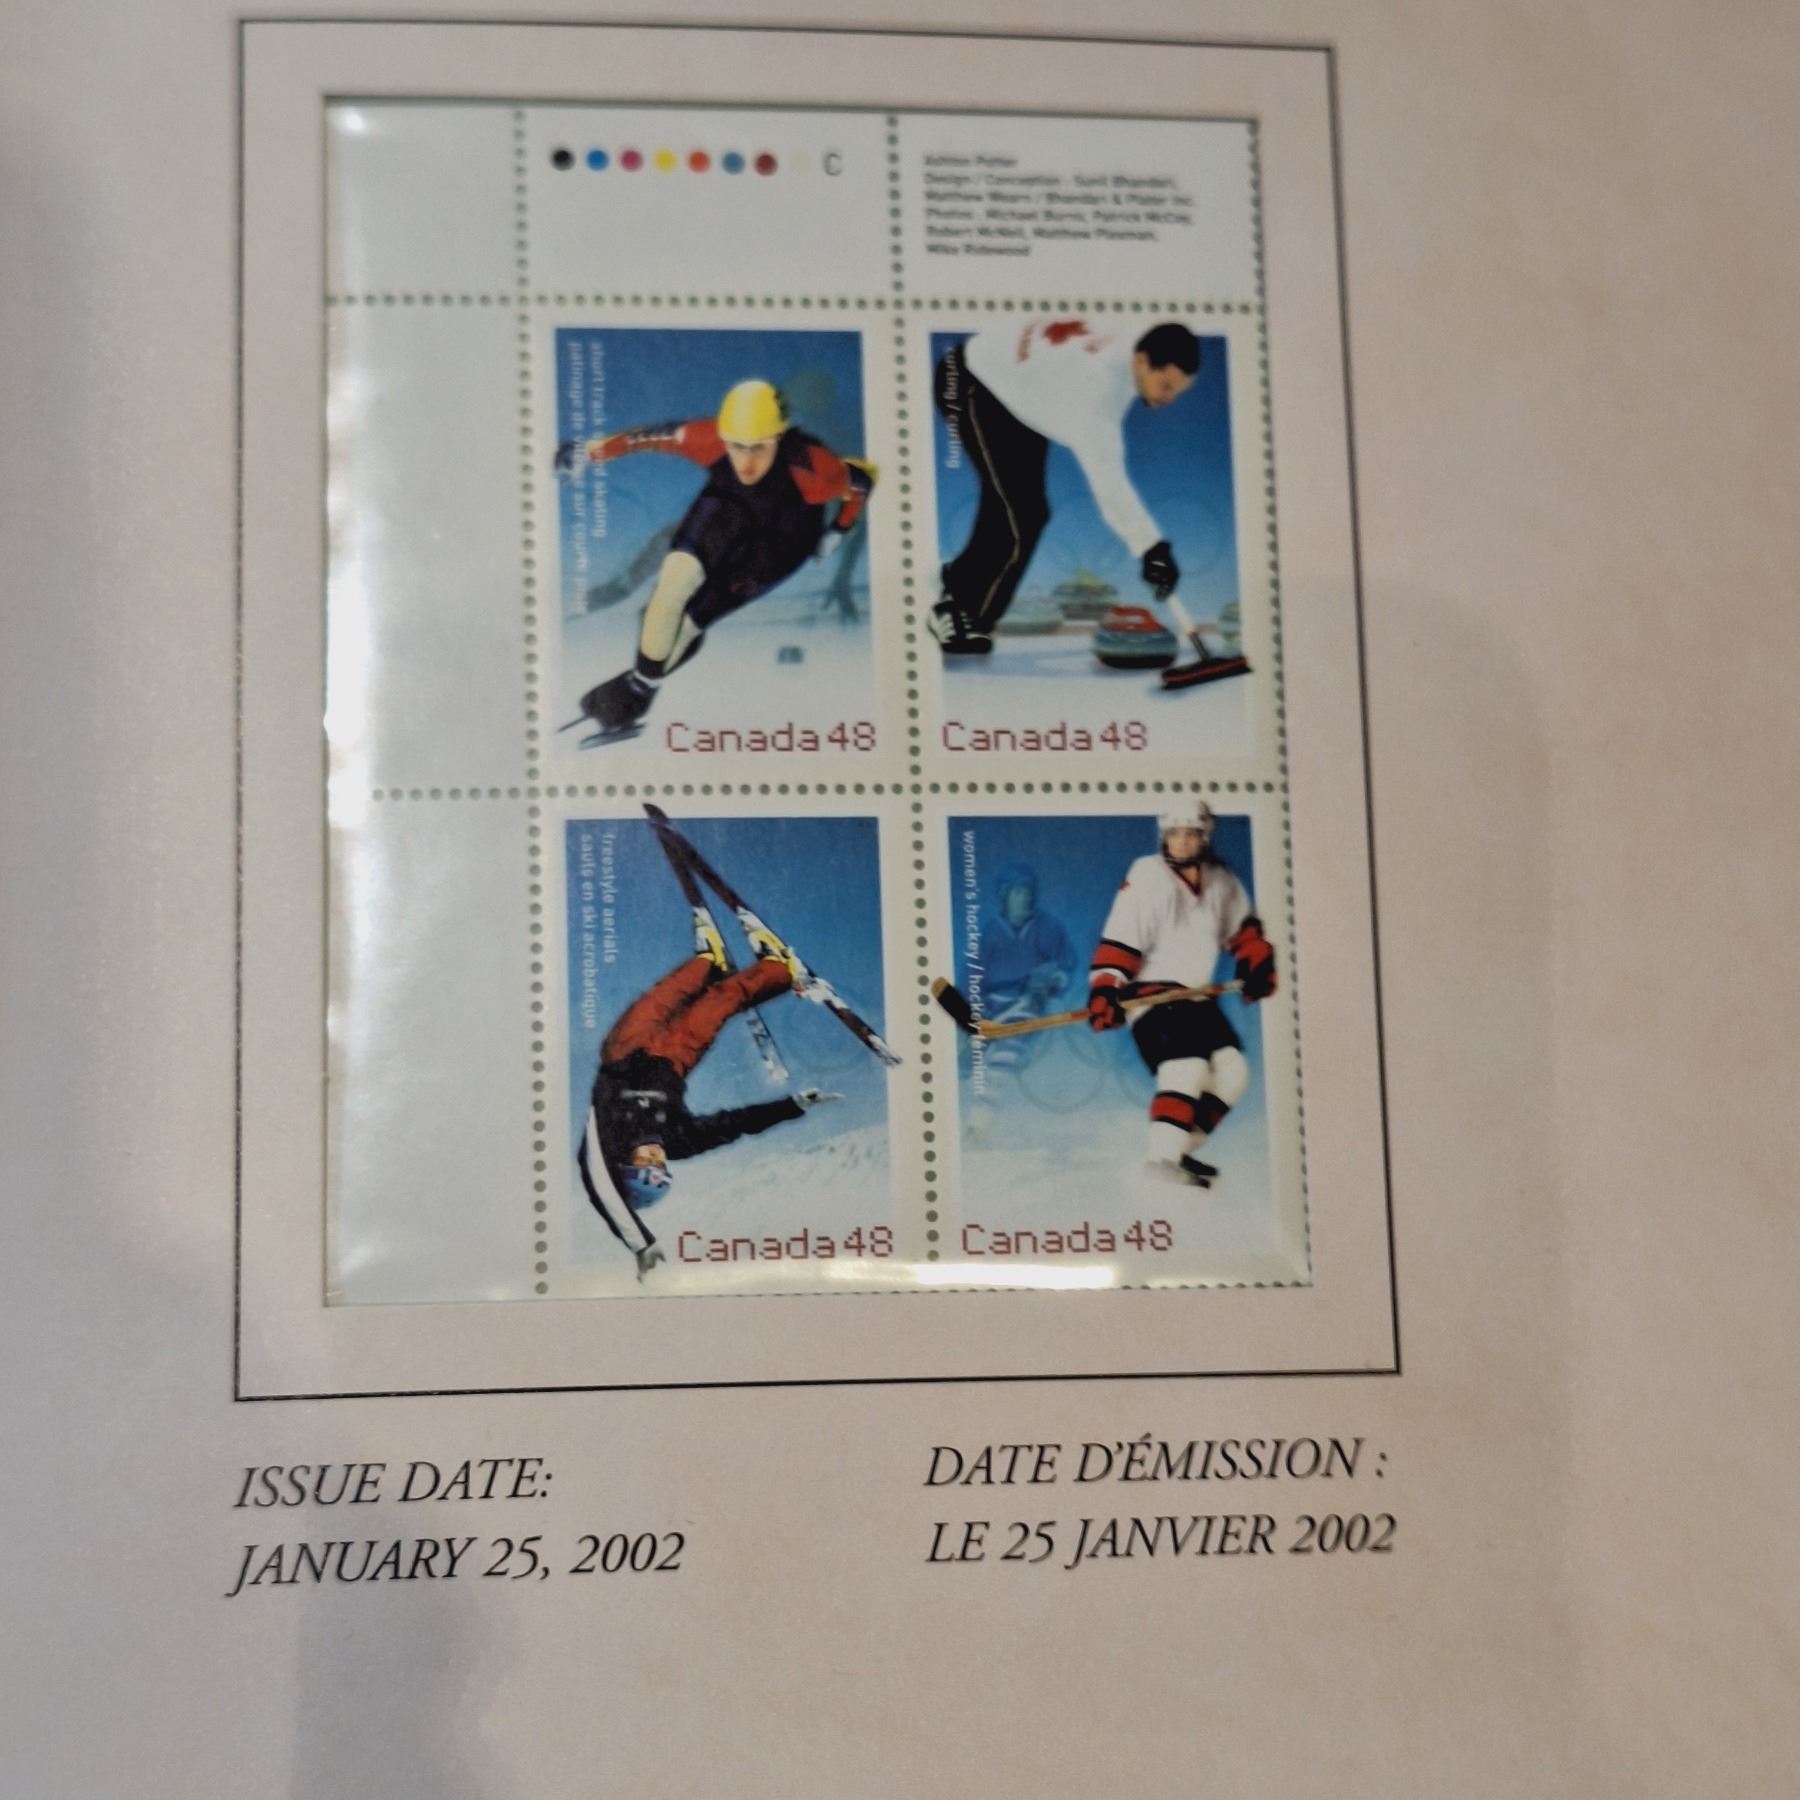 C
Ashton Potter
Design / Conception : Sunil Bhandari,
Matthew Wearn / Bhandari & Plater Inc.
Photos : Michael Burns, Patrick McCoy,
Robert McNeil, Matthew Plexman,
Mike Ridewood
short track speed skating
patinage de vitesse sur courte piste
Canada 48
curling / curling
Canada 48
freestyle aerials
sauts en ski acrobatique
Canada 48
women's hockey / hockey féminin
Canada 48
ISSUE DATE:
JANUARY 25, 2002
DATE D'ÉMISSION :
LE 25 JANVIER 2002